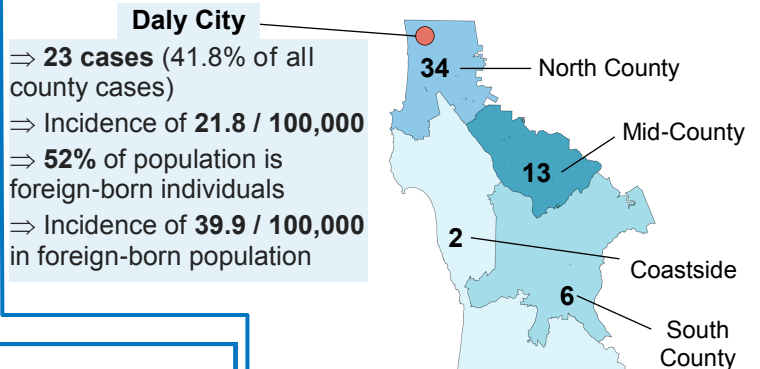 Daly City
⇒ 23 cases (41.8% of all
county cases)
⇒ Incidence of 21.8 / 100,000
⇒ 52% of population is
foreign-born individuals
⇒ Incidence of 39.9 / 100,000
in foreign-born population
34
North County
Mid-County
13
2
Coastside
6
South
County